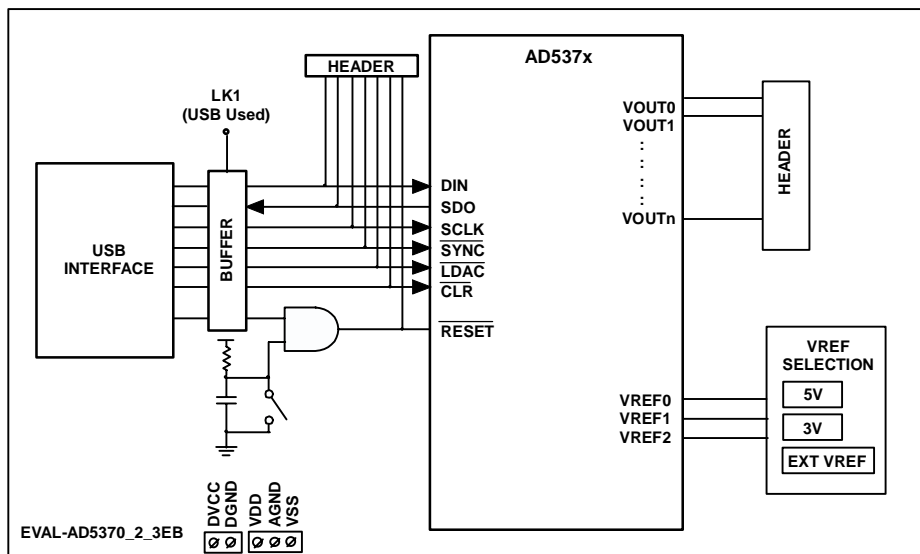 AD537x
HEADER
LK1
(USB Used)
USB
INTERFACE
BUFFER
DIN
SDO
SCLK
SYNC
LDAC
CLR
RESET
VOUT0
VOUT1
VOUTn
HEADER
VREF0
VREF1
VREF2
VREF
SELECTION
5V
3V
EXT VREF
DVCC
DGND
VDD
AGND
VSS
EVAL-AD5370_2_3EB